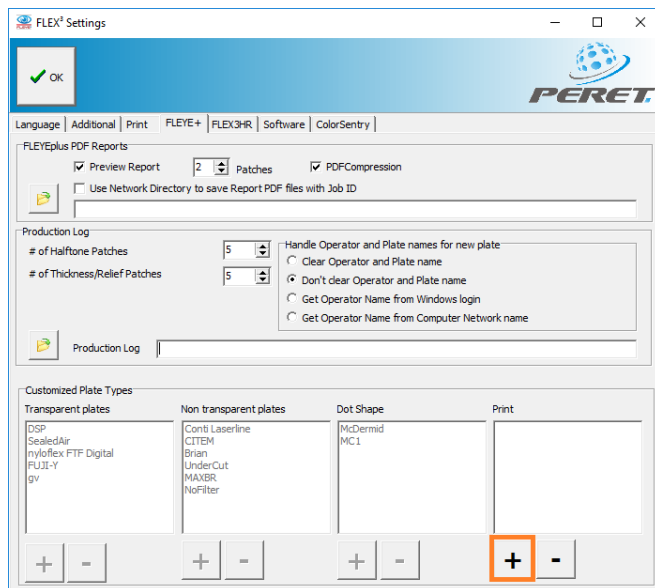 FLEX³ Settings
OK
PERET.
Language Additional Print FLEYE+ FLEX3HR Software ColorSentry
FLEYEplus PDF Reports
Preview Report 2 Patches PDFCompression
Use Network Directory to save Report PDF files with Job ID
Production Log
# of Halftone Patches 5
# of Thickness/Relief Patches 5
Handle Operator and Plate names for new plate
Clear Operator and Plate name
Don't clear Operator and Plate name
Get Operator Name from Windows login
Get Operator Name from Computer Network name
Production Log
Customized Plate Types
Transparent plates
DSP
SealedAir
nyloflex FTF Digital
FUJI-Y
gv
+ -
Non transparent plates
Conti Laserline
CITEM
Brian
UnderCut
MAXBR
NoFilter
+ -
Dot Shape
McDermid
MC1
+ -
Print
+ -